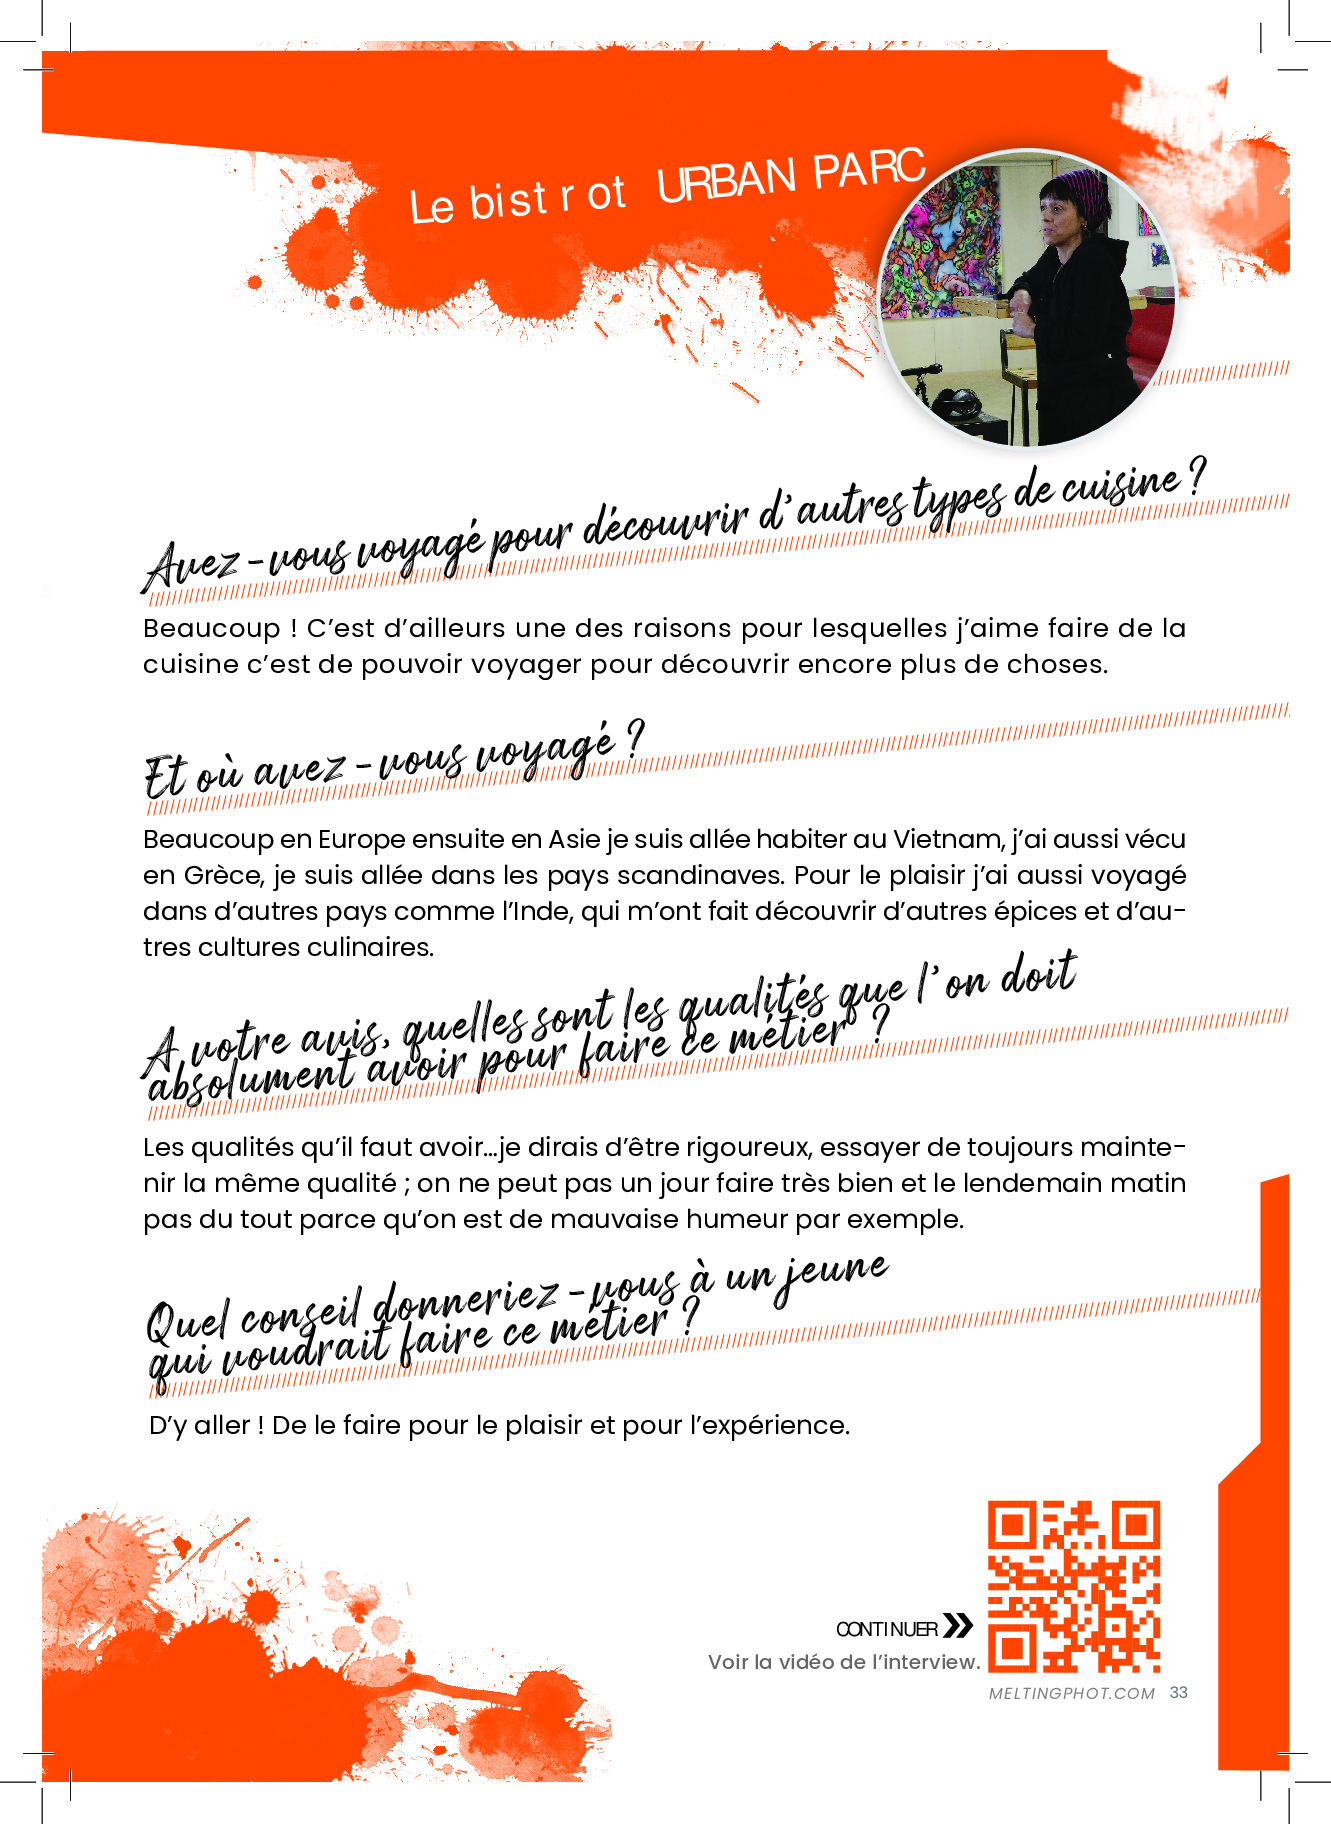 Le bistrot URBAN PARC
Avez-vous voyagé pour découvrir d'autres types de cuisine ?
Beaucoup ! C'est d'ailleurs une des raisons pour lesquelles j'aime faire de la
cuisine c'est de pouvoir voyager pour découvrir encore plus de choses.
Et où avez-vous voyagé ?
Beaucoup en Europe ensuite en Asie je suis allée habiter au Vietnam, j'ai aussi vécu
en Grèce, je suis allée dans les pays scandinaves. Pour le plaisir j'ai aussi voyagé
dans d'autres pays comme l'Inde, qui m'ont fait découvrir d'autres épices et d'au-
tres cultures culinaires.
A votre avis, quelles sont les qualités que l'on doit
absolument avoir pour faire ce métier ?
Les qualités qu'il faut avoir...je dirais d'être rigoureux, essayer de toujours mainte-
nir la même qualité ; on ne peut pas un jour faire très bien et le lendemain matin
pas du tout parce qu'on est de mauvaise humeur par exemple.
Quel conseil donneriez-vous à un jeune
qui voudrait faire ce métier ?
D'y aller ! De le faire pour le plaisir et pour l'expérience.
CONTINUER
Voir la vidéo de l'interview.
MELTINGPHOT.COM 33